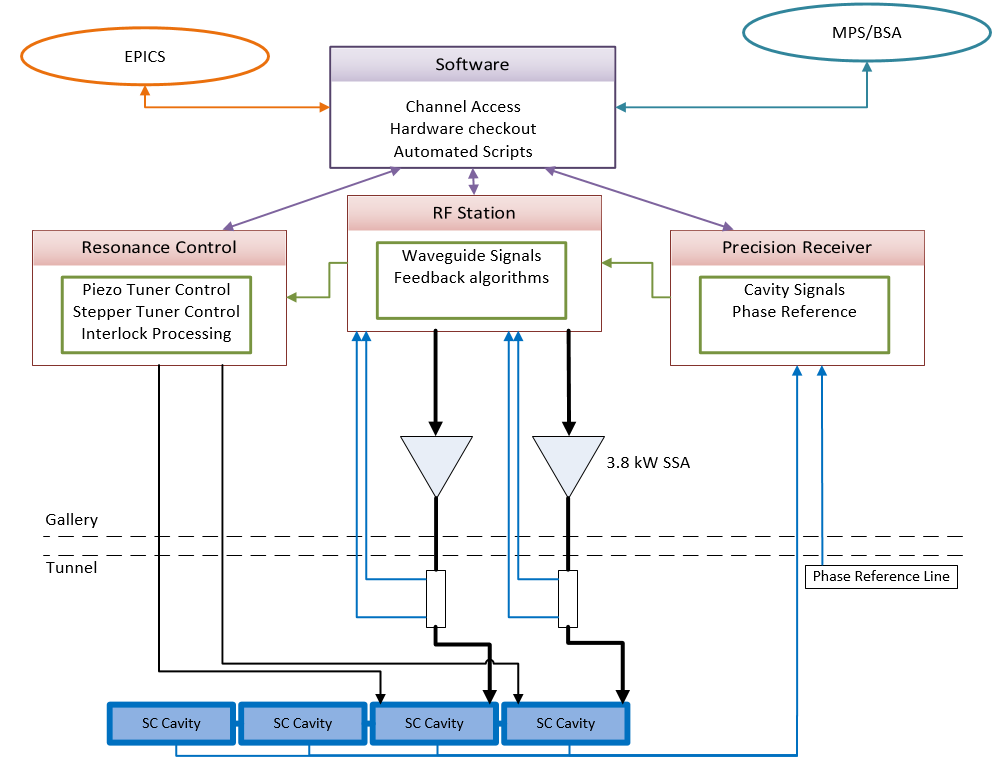 EPICS
MPS/BSA
Software
Channel Access
Hardware checkout
Automated Scripts
RF Station
Waveguide Signals
Feedback algorithms
Resonance Control
Piezo Tuner Control
Stepper Tuner Control
Interlock Processing
Precision Receiver
Cavity Signals
Phase Reference
3.8 kW SSA
Gallery
Tunnel
Phase Reference Line
SC Cavity
SC Cavity
SC Cavity
SC Cavity